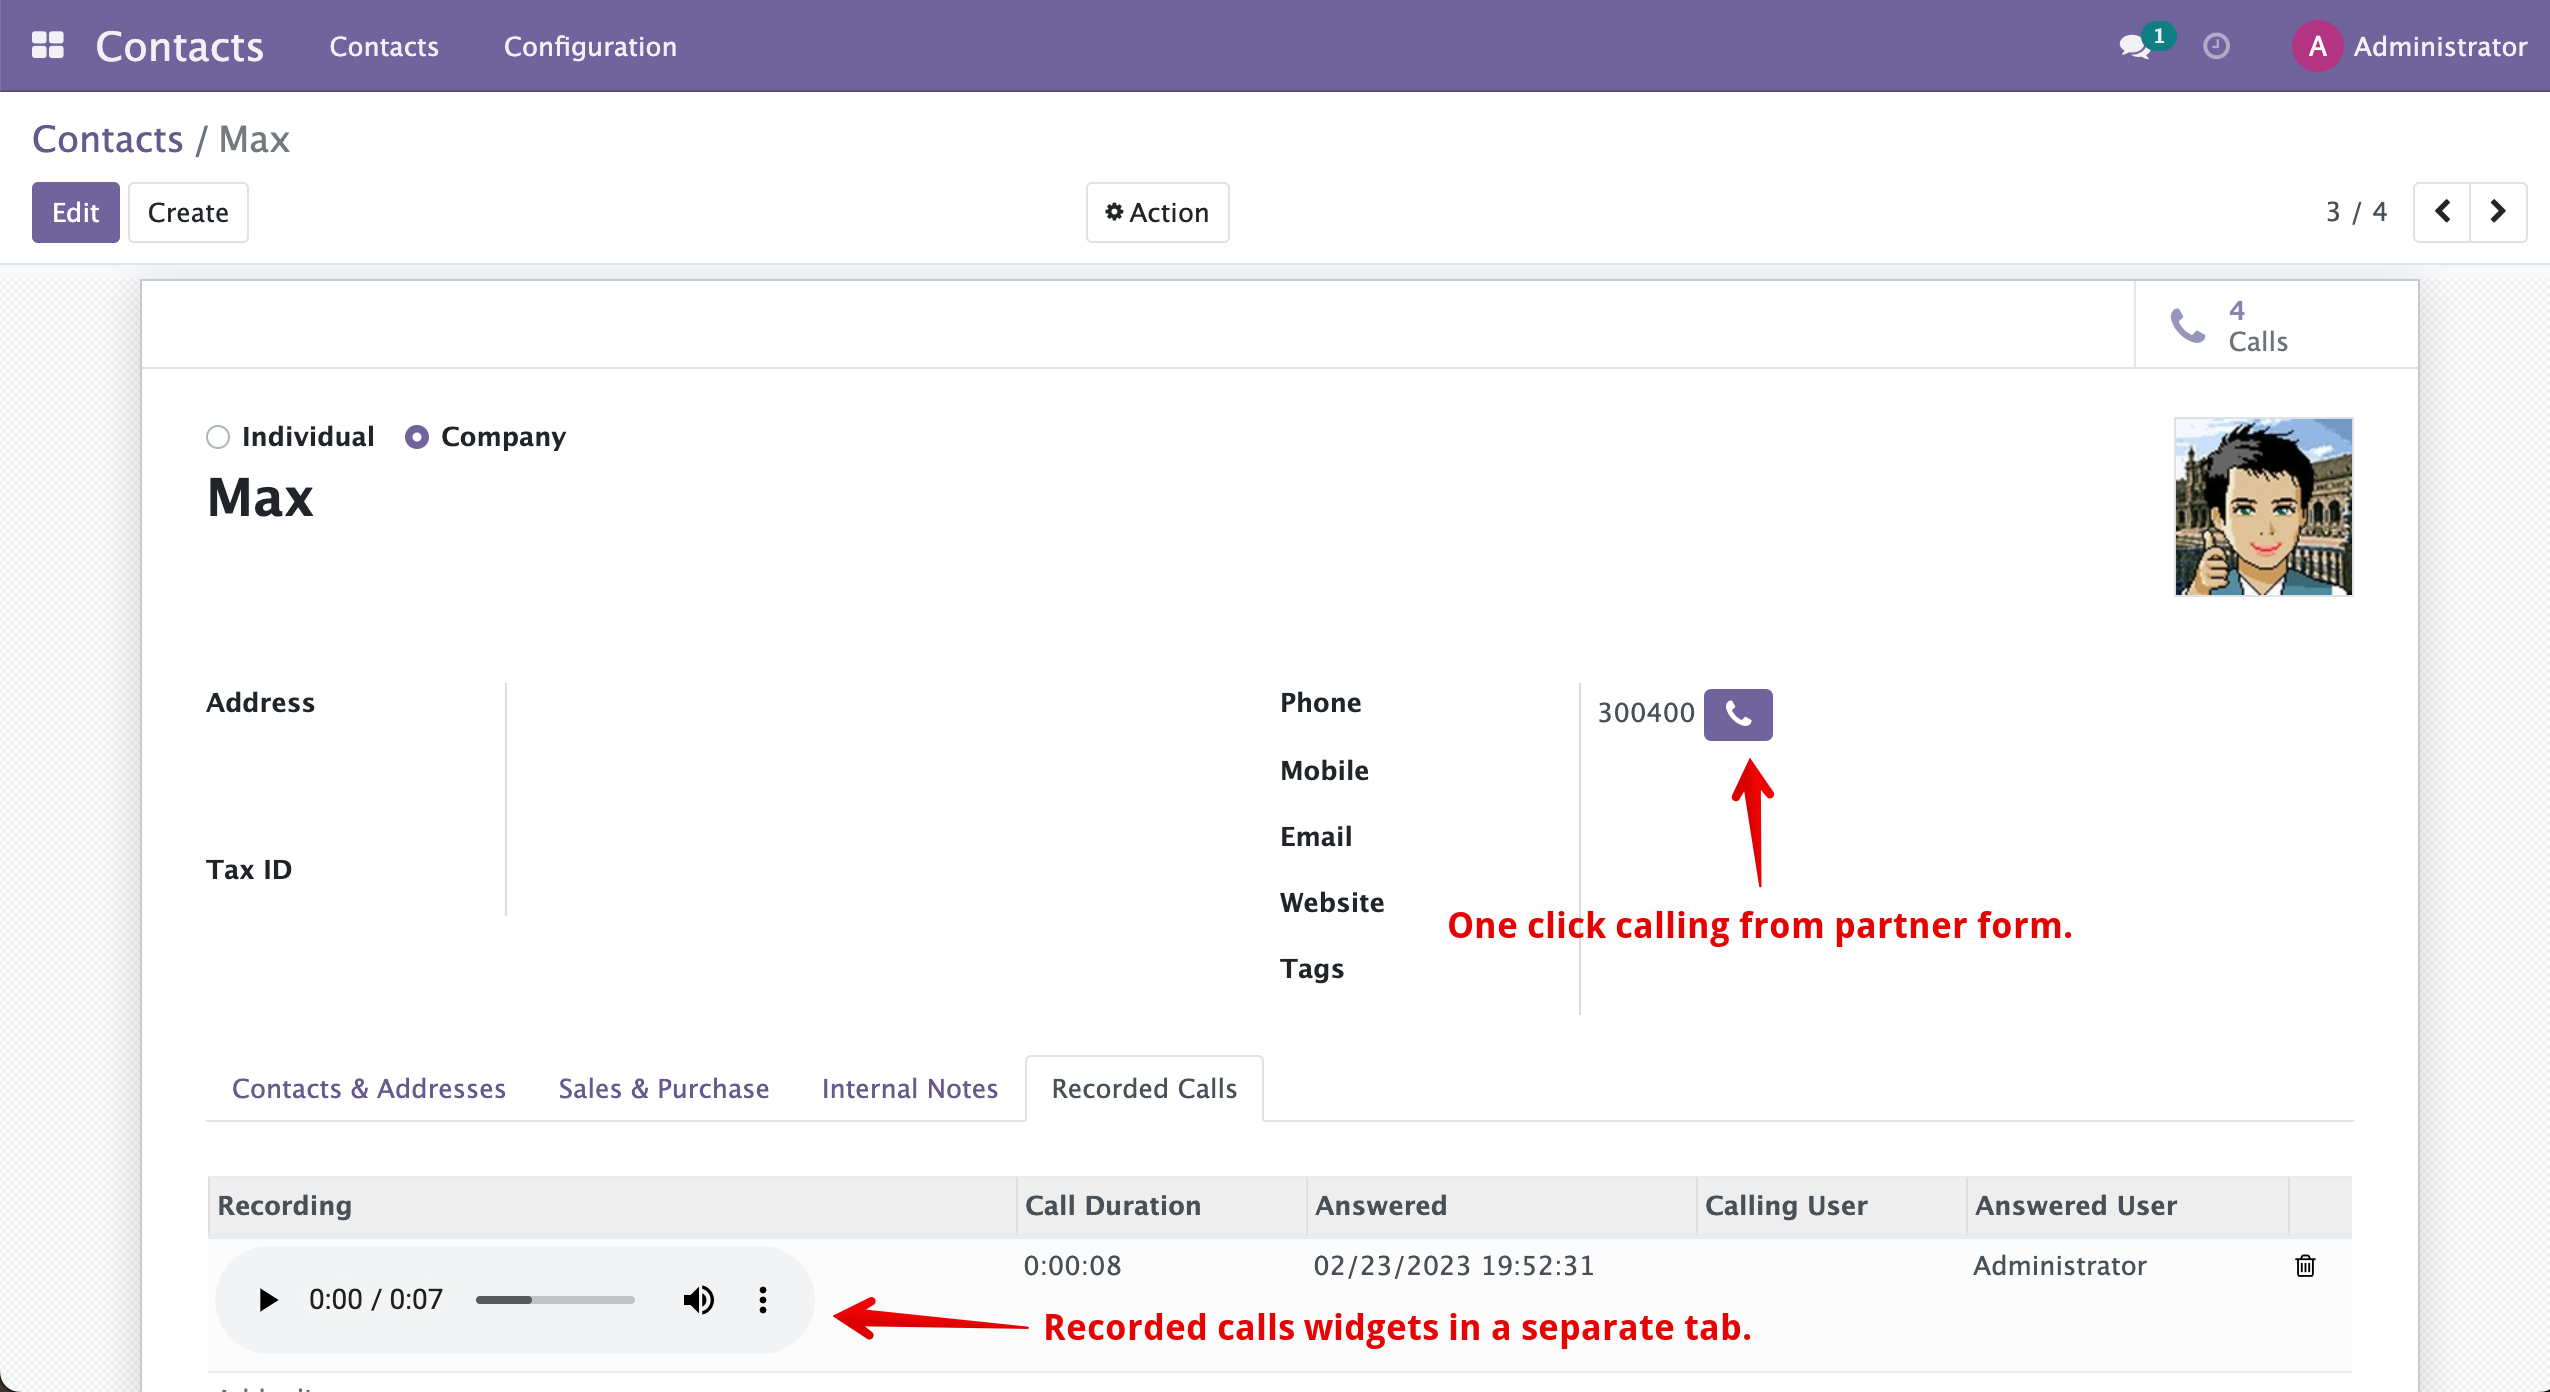 Contacts Contacts Configuration 1 A Administrator
Contacts / Max
Edit Create Action 3 / 4
4
Calls
Individual Company
Max
Address Phone 300400
Mobile
Email
Tax ID
Website
One click calling from partner form.
Tags
Contacts & Addresses Sales & Purchase Internal Notes Recorded Calls
Recording Call Duration Answered Calling User Answered User
0:00:08 02/23/2023 19:52:31 Administrator
0:00 / 0:07
Recorded calls widgets in a separate tab.